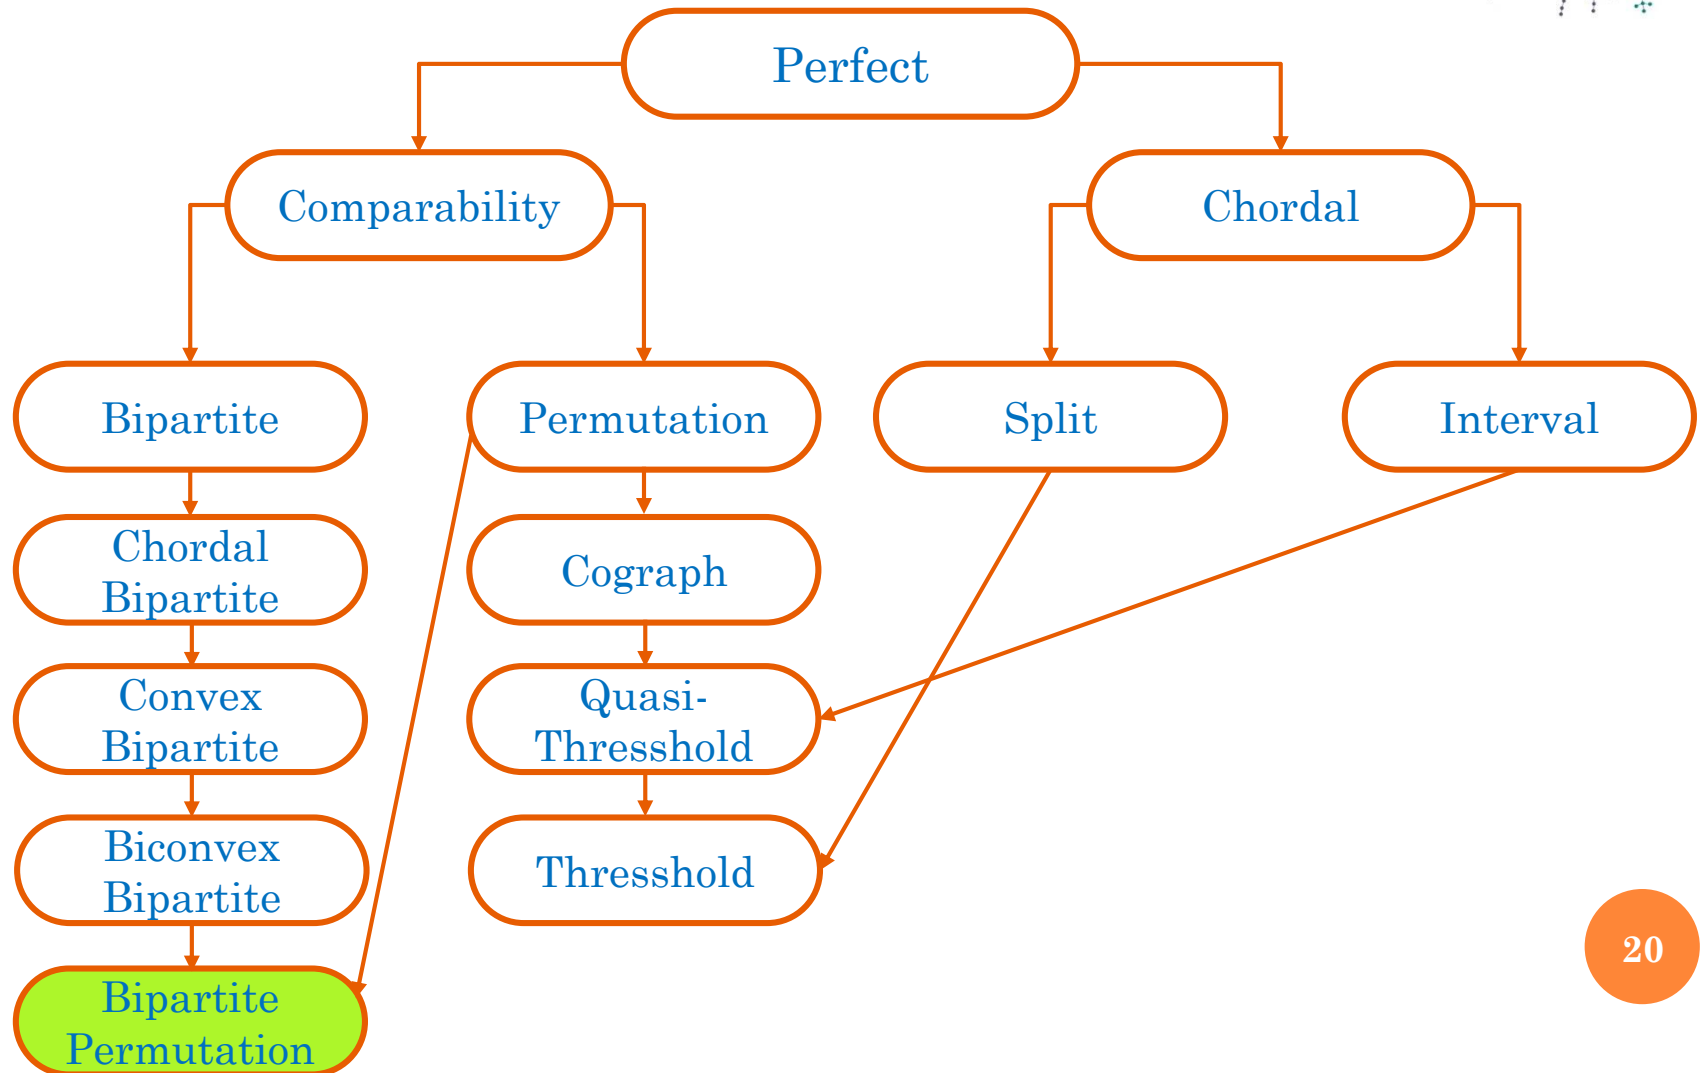 Perfect
Comparability
Chordal
Bipartite
Permutation
Split
Interval
Chordal
Bipartite
Cograph
Convex
Bipartite
Quasi-
Thresshold
Biconvex
Bipartite
Thresshold
20
Bipartite
Permutation